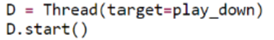 D = Thread(target=play_down)
D.start()